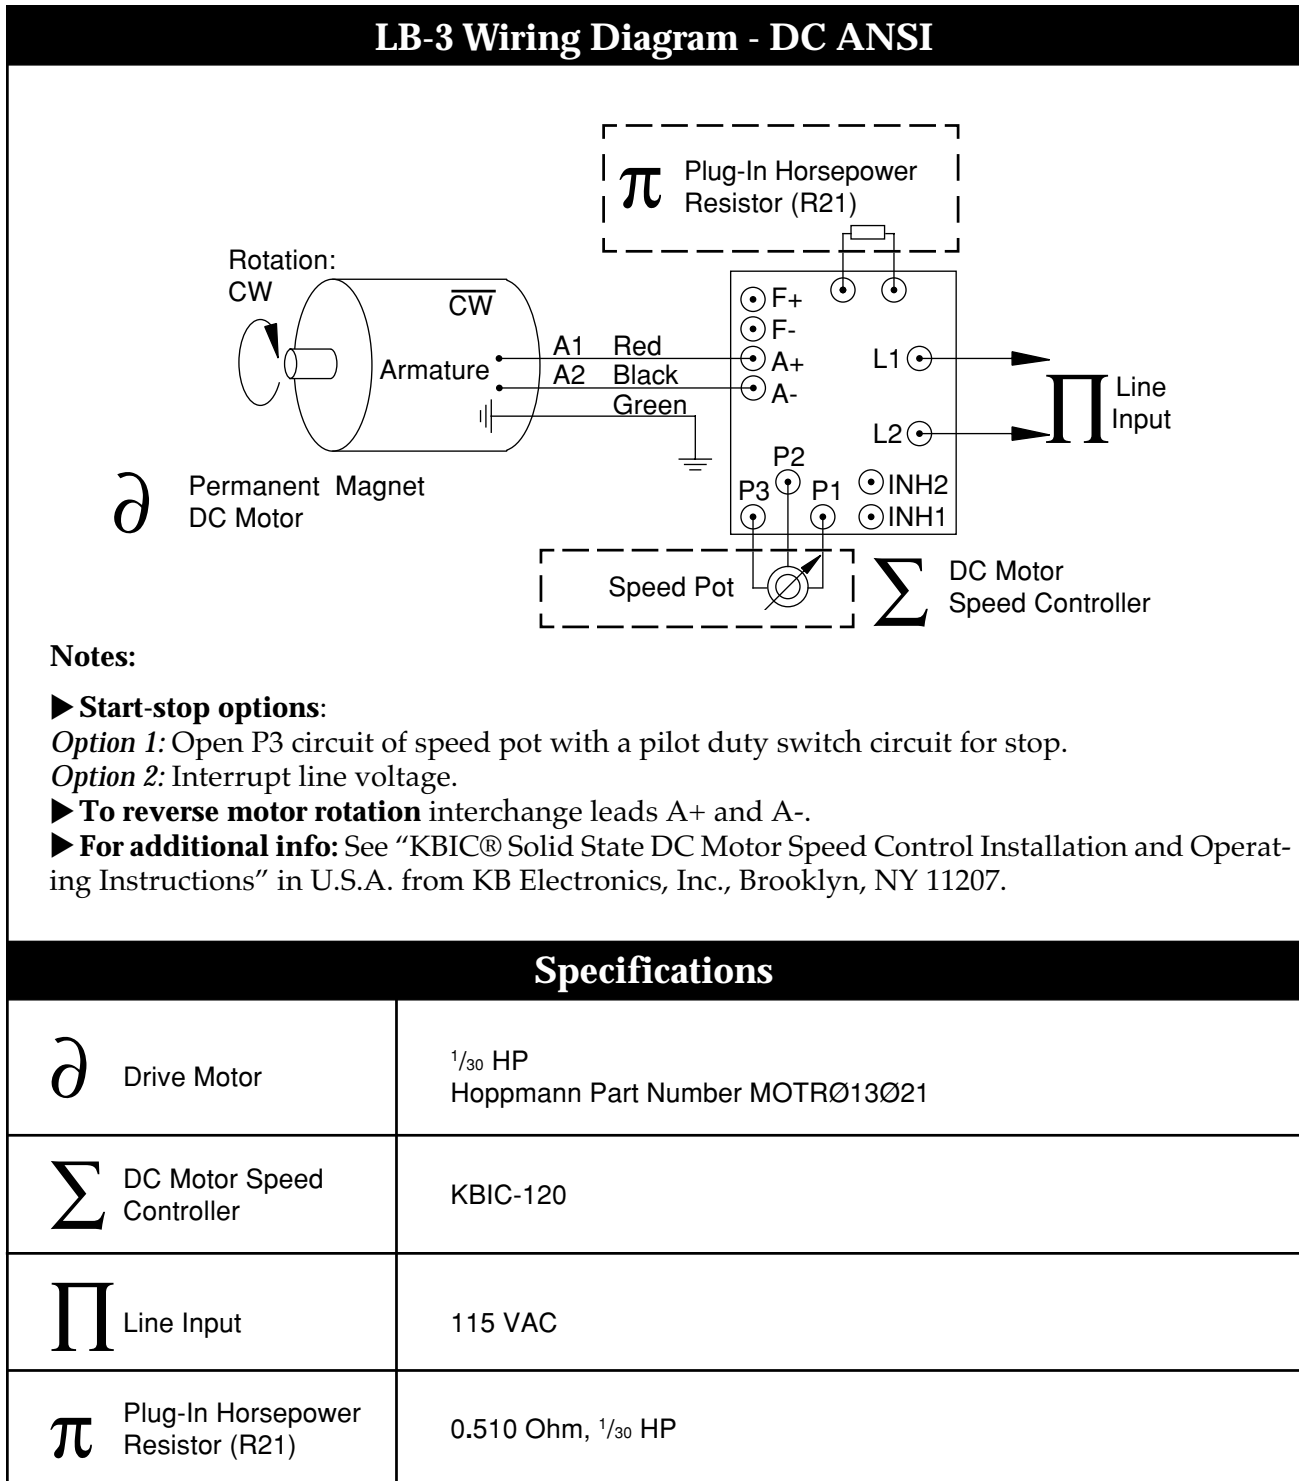 LB-3 Wiring Diagram - DC ANSI
π Plug-In Horsepower
Resistor (R21)
Rotation:
CW
C̅W̅
Armature
A1 Red
A2 Black
Green
F+
F-
A+
A-
L1
L2
∏ Line
Input
P2
P3
P1
INH2
INH1
∂ Permanent Magnet
DC Motor
Speed Pot
∑ DC Motor
Speed Controller
Notes:
▶ Start-stop options:
Option 1: Open P3 circuit of speed pot with a pilot duty switch circuit for stop.
Option 2: Interrupt line voltage.
▶ To reverse motor rotation interchange leads A+ and A-.
▶ For additional info: See “KBIC® Solid State DC Motor Speed Control Installation and Operat-
ing Instructions” in U.S.A. from KB Electronics, Inc., Brooklyn, NY 11207.
Specifications
∂ Drive Motor
1/30 HP
Hoppmann Part Number MOTRØ13Ø21
∑ DC Motor Speed
Controller
KBIC-120
∏ Line Input
115 VAC
π Plug-In Horsepower
Resistor (R21)
0.510 Ohm, 1/30 HP